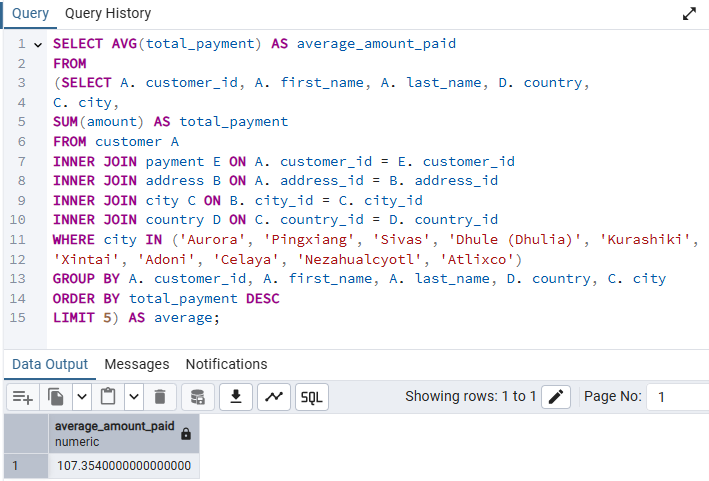 Query Query History
1 SELECT AVG(total_payment) AS average_amount_paid
2 FROM
3 (SELECT A. customer_id, A. first_name, A. last_name, D. country,
4 C. city,
5 SUM(amount) AS total_payment
6 FROM customer A
7 INNER JOIN payment E ON A. customer_id = E. customer_id
8 INNER JOIN address B ON A. address_id = B. address_id
9 INNER JOIN city C ON B. city_id = C. city_id
10 INNER JOIN country D ON C. country_id = D. country_id
11 WHERE city IN ('Aurora', 'Pingxiang', 'Sivas', 'Dhule (Dhulia)', 'Kurashiki',
12 'Xintai', 'Adoni', 'Celaya', 'Nezahualcyotl', 'Atlixco')
13 GROUP BY A. customer_id, A. first_name, A. last_name, D. country, C. city
14 ORDER BY total_payment DESC
15 LIMIT 5) AS average;
Data Output Messages Notifications
SQL Showing rows: 1 to 1 Page No: 1
average_amount_paid
numeric
1 107.3540000000000000